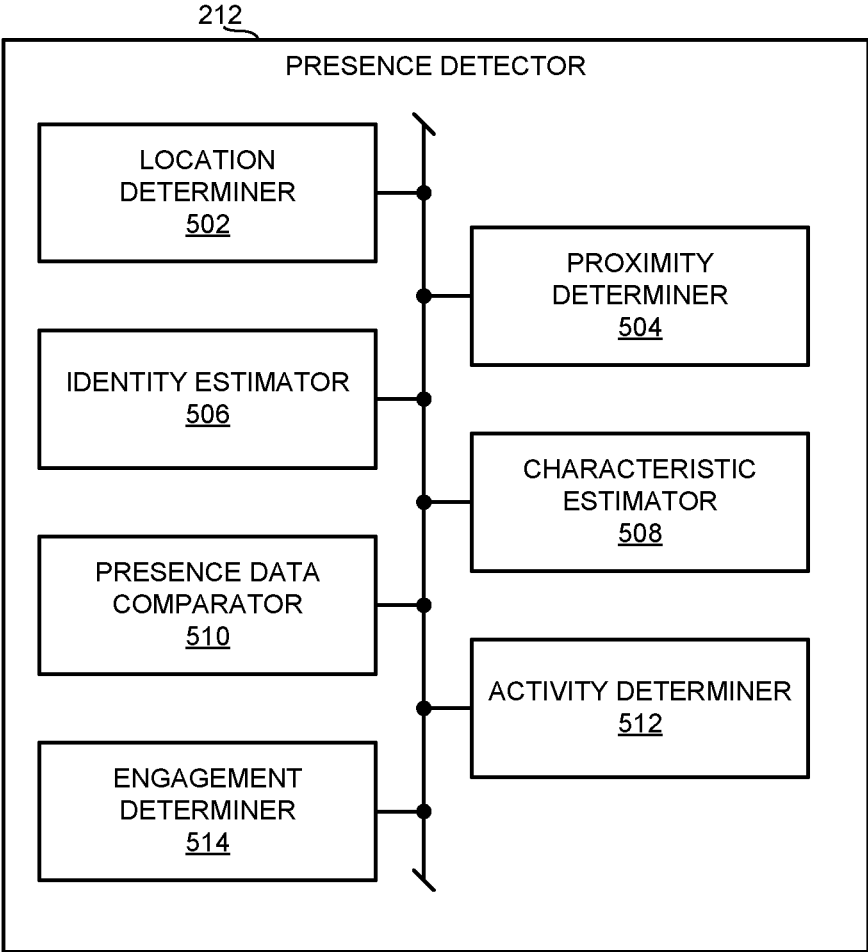 212
PRESENCE DETECTOR
LOCATION
DETERMINER
502
PROXIMITY
DETERMINER
504
IDENTITY ESTIMATOR
506
CHARACTERISTIC
ESTIMATOR
508
PRESENCE DATA
COMPARATOR
510
ACTIVITY DETERMINER
512
ENGAGEMENT
DETERMINER
514